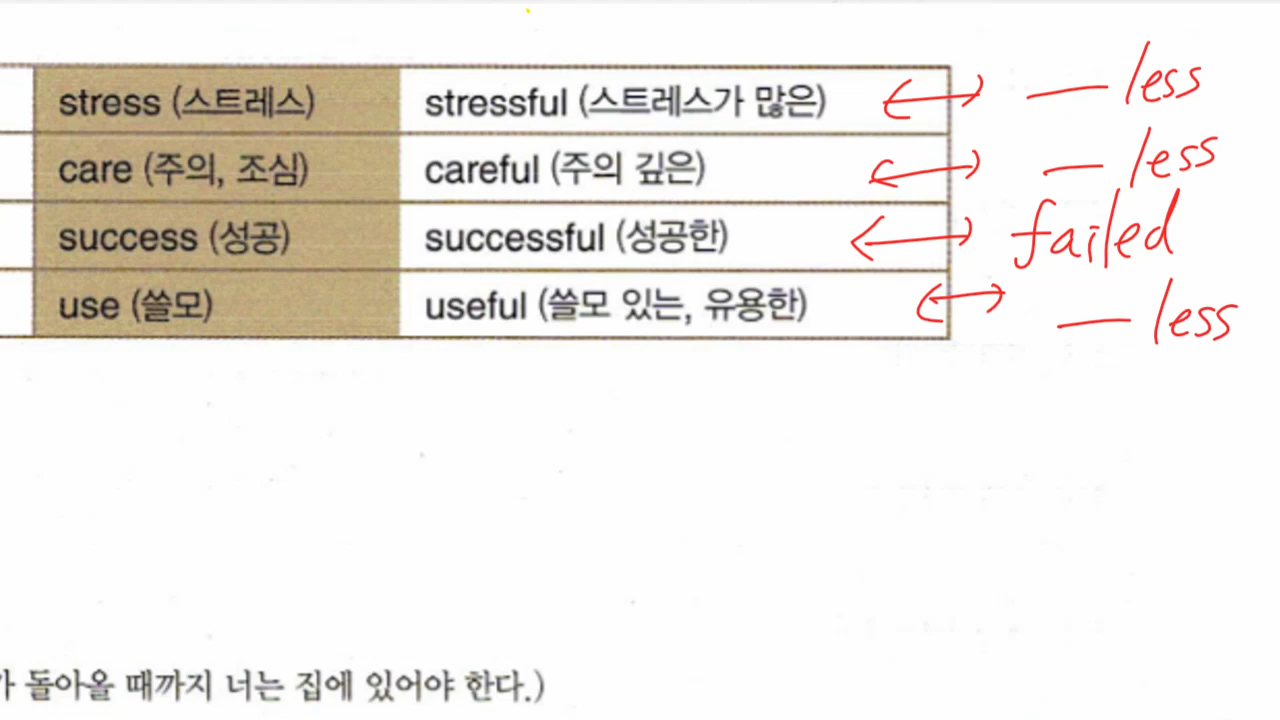 stress (스트레스) stressful (스트레스가 많은) ↔ —less
care (주의, 조심) careful (주의 깊은) ↔ —less
success (성공) successful (성공한) ↔ failed
use (쓸모) useful (쓸모 있는, 유용한) ↔ —less
가 돌아올 때까지 너는 집에 있어야 한다.)